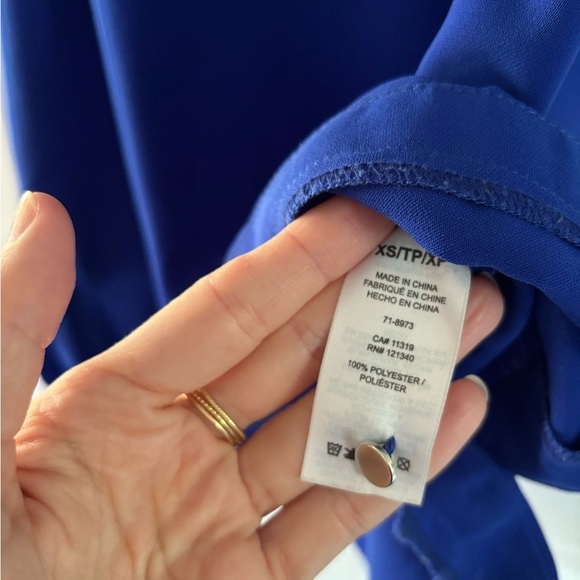 XS/TP/XP
MADE IN CHINA
FABRIQUÉ EN CHINE
HECHO EN CHINA
71-8973
CA# 11319
RN# 121340
100% POLYESTER /
POLIÉSTER